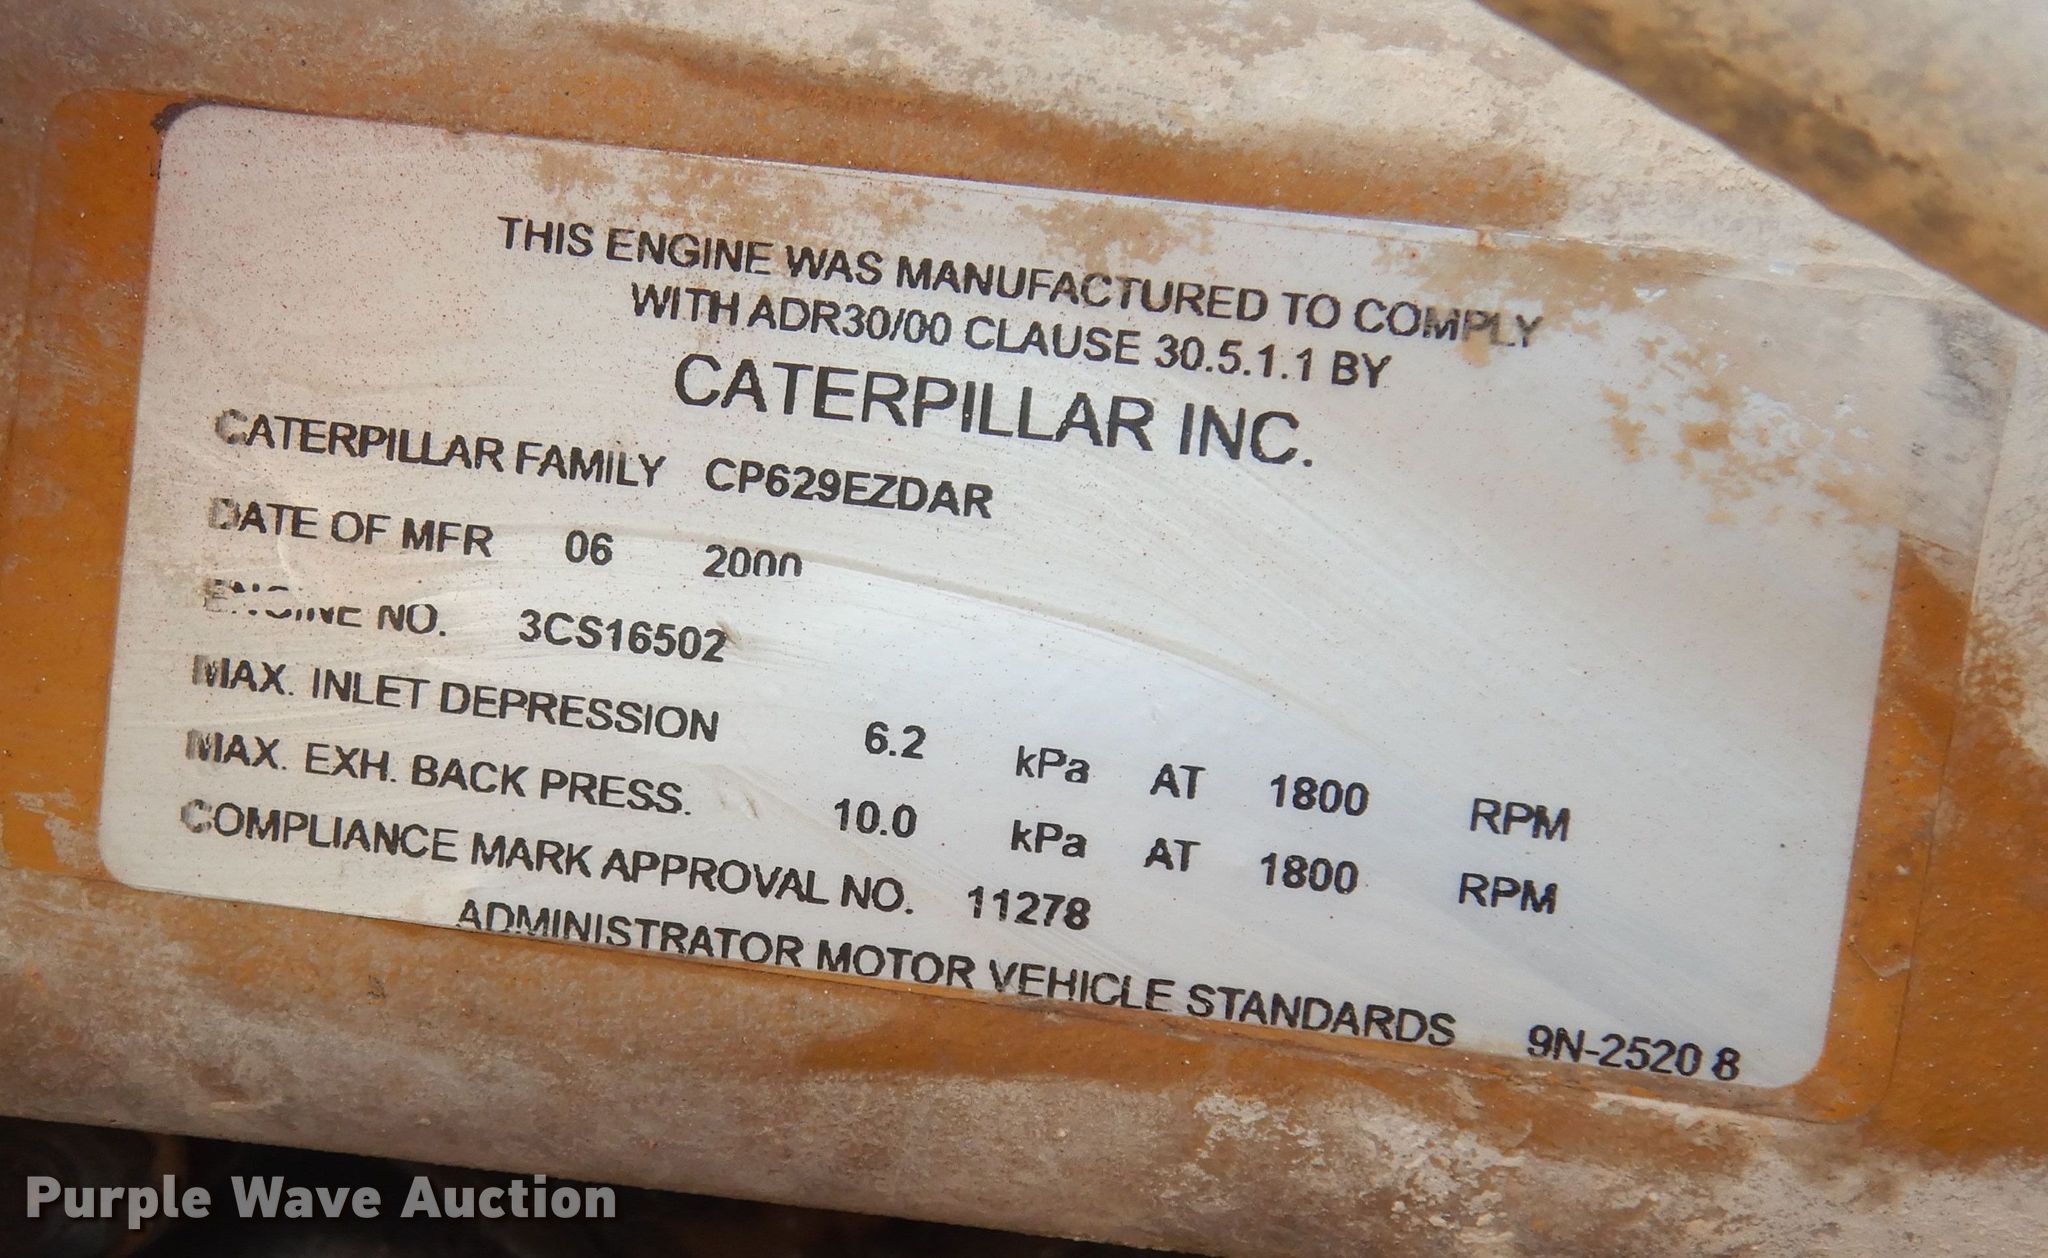 THIS ENGINE WAS MANUFACTURED TO COMPLY
WITH ADR30/00 CLAUSE 30.5.1.1 BY
CATERPILLAR INC.
CATERPILLAR FAMILY CP629EZDAR
DATE OF MFR 06 2000
ENGINE NO. 3CS16502
MAX. INLET DEPRESSION 6.2 kPa AT 1800 RPM
MAX. EXH. BACK PRESS. 10.0 kPa AT 1800 RPM
COMPLIANCE MARK APPROVAL NO. 11278
ADMINISTRATOR MOTOR VEHICLE STANDARDS 9N-2520 8
Purple Wave Auction